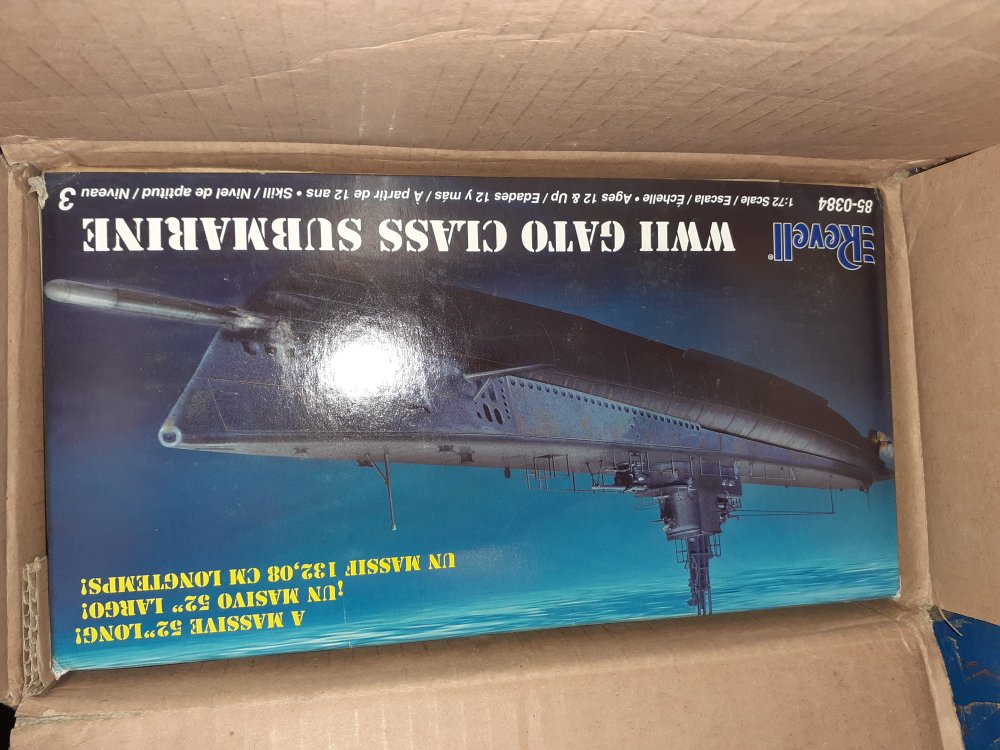 A MASSIVE 52" LONG!
¡UN MASIVO 52" LARGO!
UN MASSIF 132,08 CM LONGTEMPS!
Revell®
WWII GATO CLASS SUBMARINE
85-0384
1:72 Scale / Escala / Échelle • Ages 12 & Up / Edades 12 y más / A partir de 12 ans • Skill / Nivel de aptitud / Niveau 3